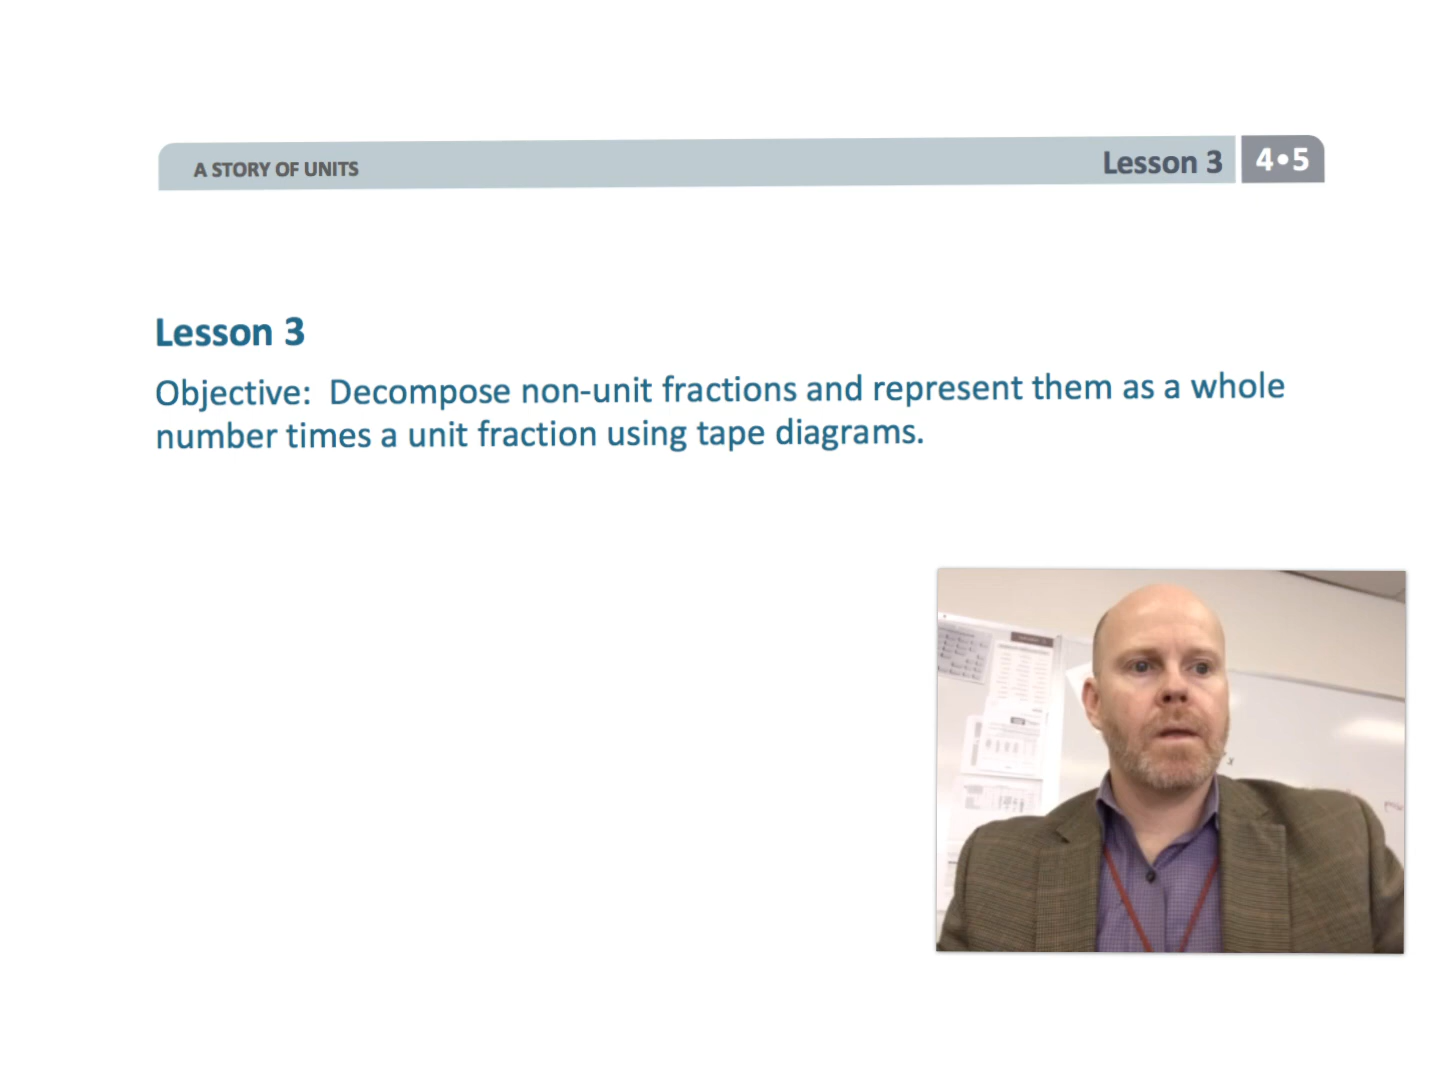 A STORY OF UNITS
Lesson 3
4•5
Lesson 3
Objective: Decompose non-unit fractions and represent them as a whole
number times a unit fraction using tape diagrams.